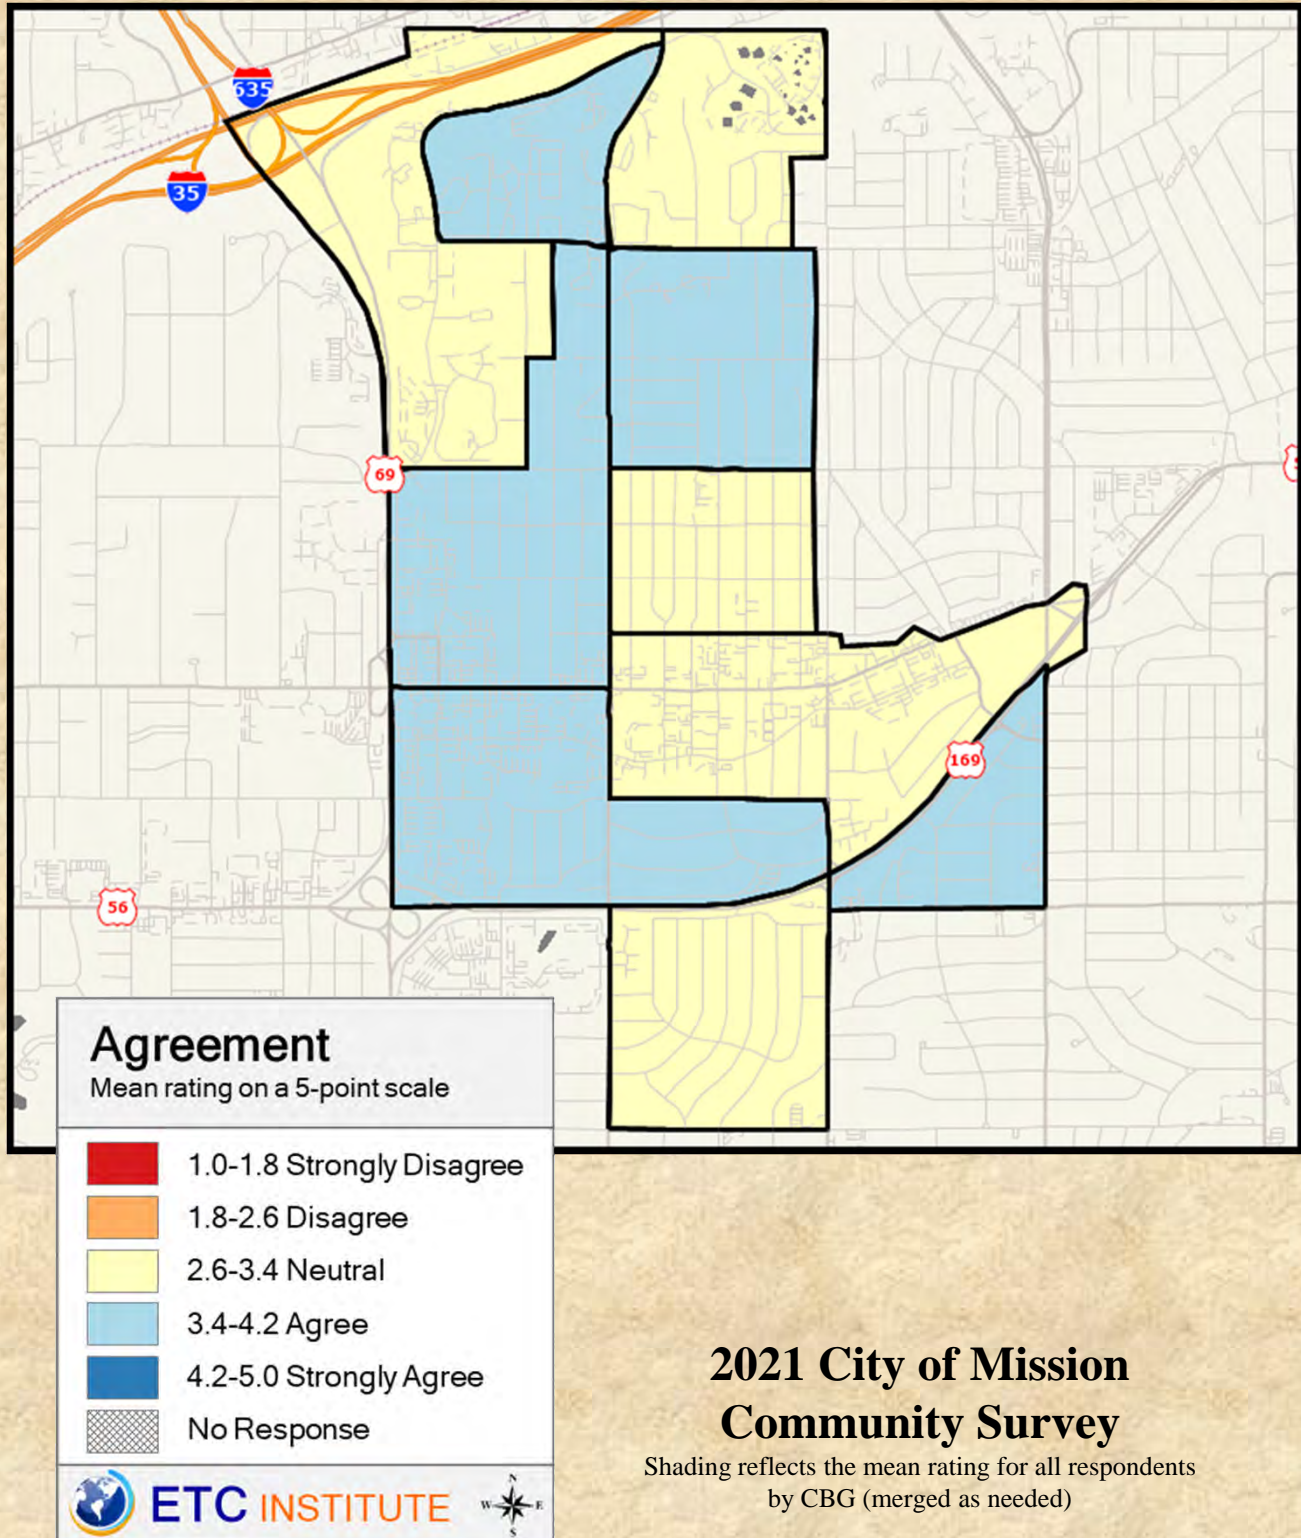 635
35
69
169
56
Agreement
Mean rating on a 5-point scale
1.0-1.8 Strongly Disagree
1.8-2.6 Disagree
2.6-3.4 Neutral
3.4-4.2 Agree
4.2-5.0 Strongly Agree
No Response
ETC INSTITUTE
N
W E
S
2021 City of Mission
Community Survey
Shading reflects the mean rating for all respondents
by CBG (merged as needed)